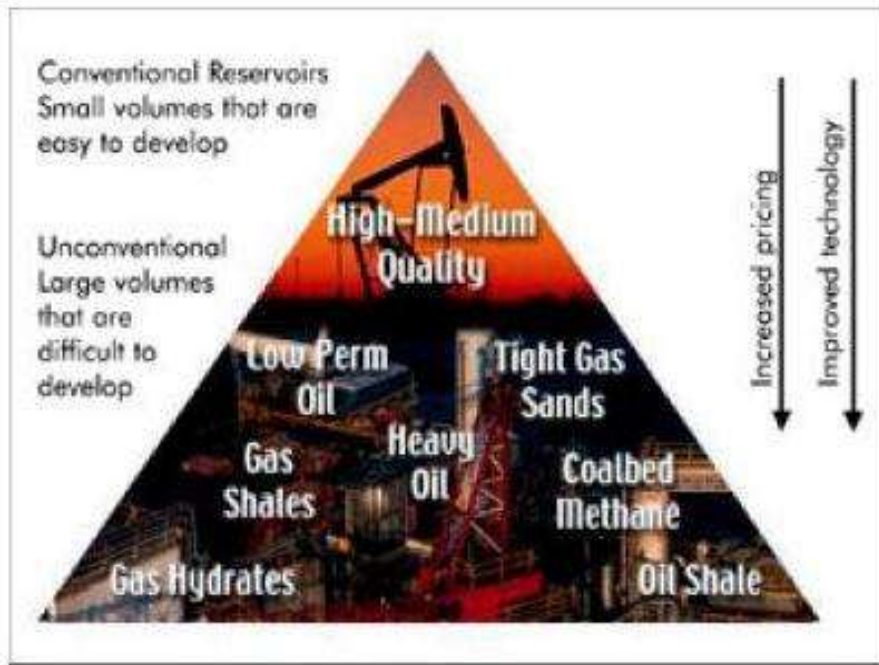 Conventional Reservoirs
Small volumes that are
easy to develop
Unconventional
Large volumes
that are
difficult to
develop
High-Medium
Quality
Low Perm
Oil
Tight Gas
Sands
Heavy
Oil
Gas
Shales
Coalbed
Methane
Gas Hydrates
Oil Shale
Increased pricing
Improved technology